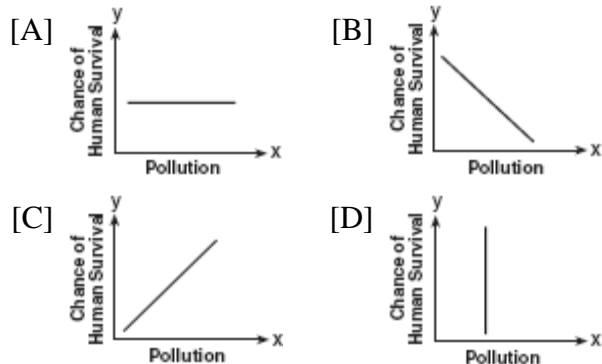 [A]
y
Chance of
Human Survival
x
Pollution
[B]
y
Chance of
Human Survival
x
Pollution
[C]
y
Chance of
Human Survival
x
Pollution
[D]
y
Chance of
Human Survival
x
Pollution